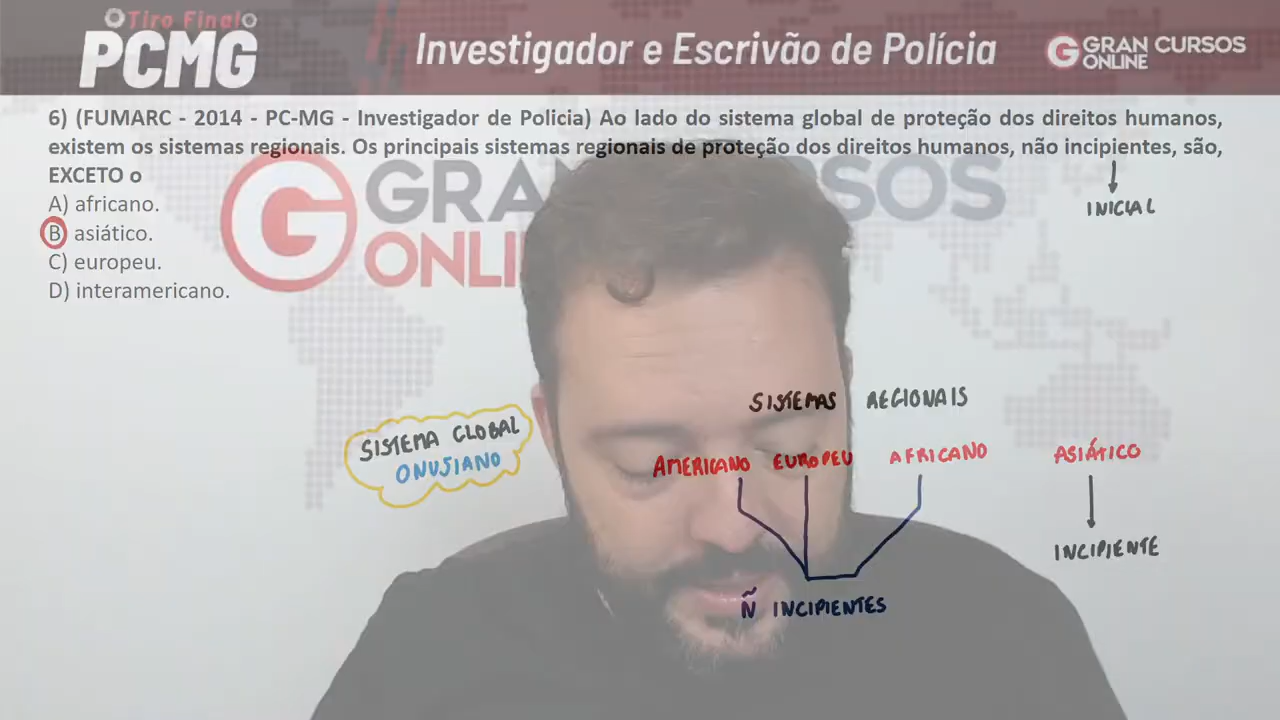 Tiro Final
PCMG
Investigador e Escrivão de Polícia
GRAN CURSOS
ONLINE
6) (FUMARC - 2014 - PC-MG - Investigador de Policia) Ao lado do sistema global de proteção dos direitos humanos,
existem os sistemas regionais. Os principais sistemas regionais de proteção dos direitos humanos, não incipientes, são,
EXCETO o
A) africano.
B) asiático.
C) europeu.
D) interamericano.
INICIAL
SISTEMAS REGIONAIS
SISTEMA GLOBAL
ONUSIANO
AMERICANO EUROPEU AFRICANO ASIÁTICO
INCIPIENTE
Ñ INCIPIENTES